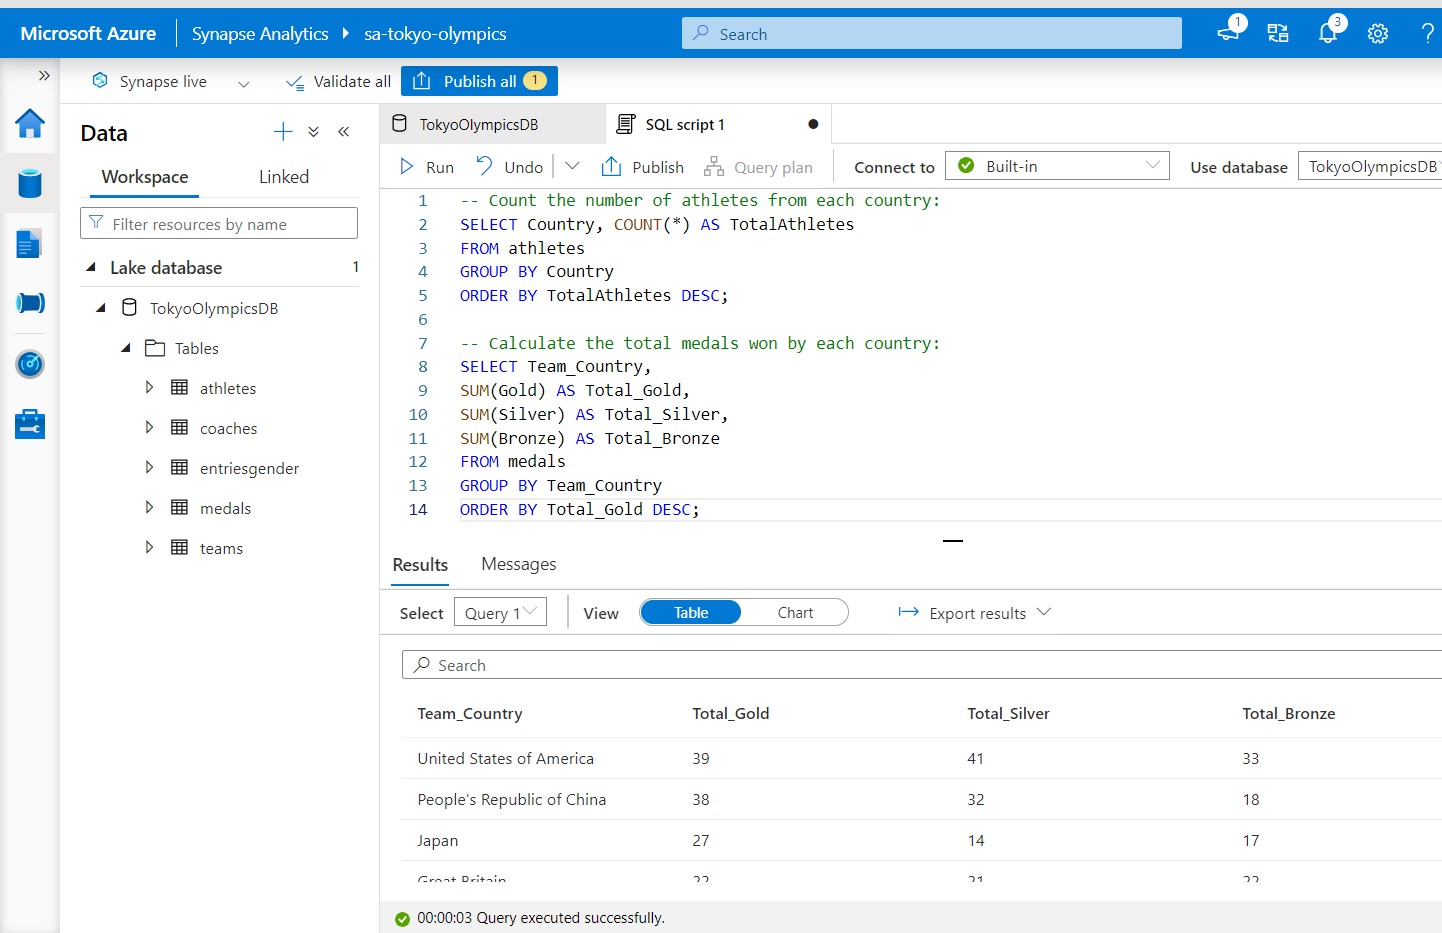 Microsoft Azure
Synapse Analytics
sa-tokyo-olympics
Search
1
3
?
Synapse live
Validate all
Publish all 1
Data
Workspace
Linked
Filter resources by name
Lake database 1
TokyoOlympicsDB
Tables
athletes
coaches
entriesgender
medals
teams
TokyoOlympicsDB
SQL script 1
Run
Undo
Publish
Query plan
Connect to
Built-in
Use database
TokyoOlympicsDB
1 -- Count the number of athletes from each country:
2 SELECT Country, COUNT(*) AS TotalAthletes
3 FROM athletes
4 GROUP BY Country
5 ORDER BY TotalAthletes DESC;
6
7 -- Calculate the total medals won by each country:
8 SELECT Team_Country,
9 SUM(Gold) AS Total_Gold,
10 SUM(Silver) AS Total_Silver,
11 SUM(Bronze) AS Total_Bronze
12 FROM medals
13 GROUP BY Team_Country
14 ORDER BY Total_Gold DESC;
Results
Messages
Select
Query 1
View
Table
Chart
Export results
Search
Team_Country Total_Gold Total_Silver Total_Bronze
United States of America 39 41 33
People's Republic of China 38 32 18
Japan 27 14 17
Great Britain 22 21 22
00:00:03 Query executed successfully.